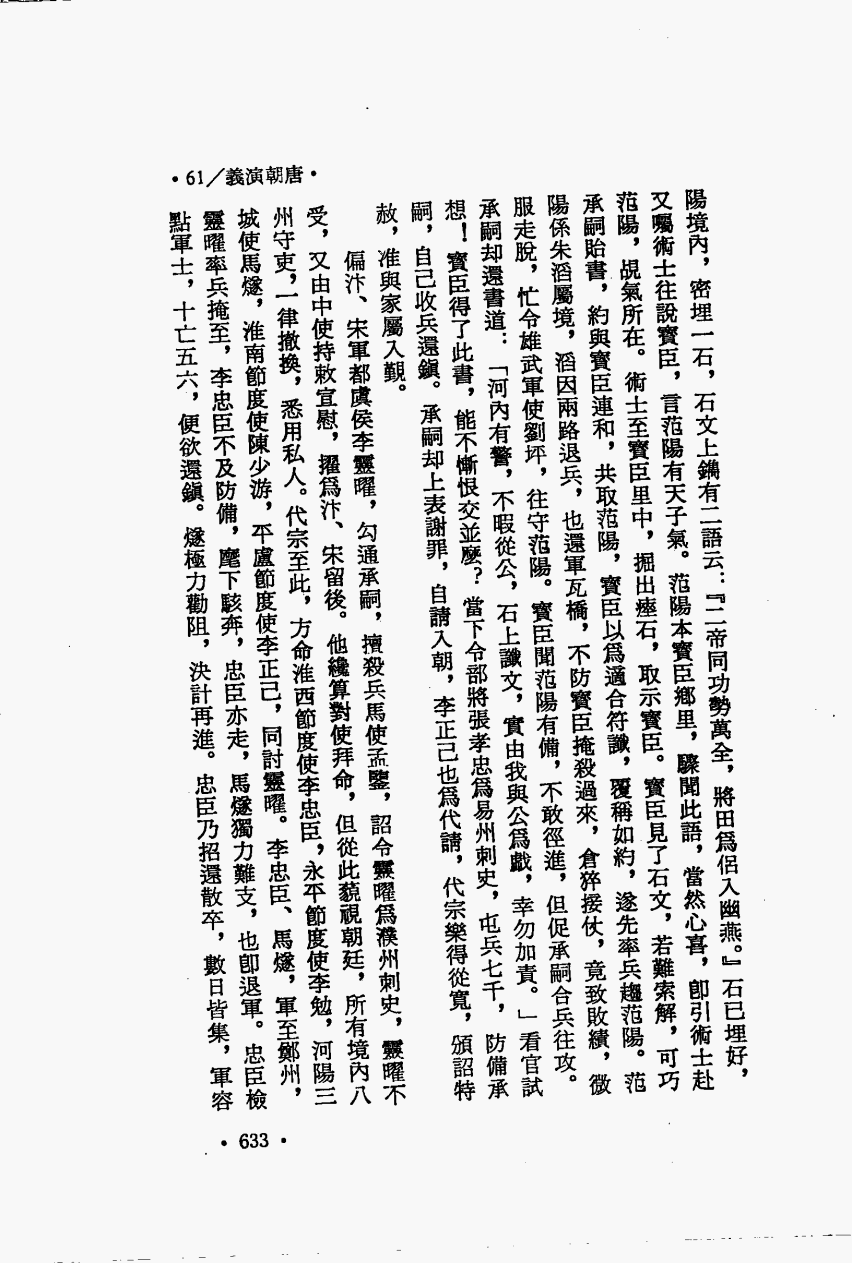 •61／義演朝唐•
陽境內，密埋一石，石文上鐫有二語云：『二帝同功勢萬全，將田爲侶入幽燕。』石已埋好，
又囑術士往說寶臣，言范陽有天子氣。范陽本寶臣鄉里，驟聞此語，當然心喜，卽引術士赴
范陽，覘氣所在。術士至寶臣里中，掘出瘞石，取示寶臣。寶臣見了石文，若難索解，可巧
承嗣貽書，約與寶臣連和，共取范陽，寶臣以爲適合符讖，覆稱如約，遂先率兵趨范陽。范
陽係朱滔屬境，滔因兩路退兵，也還軍瓦橋，不防寶臣掩殺過來，倉猝接仗，竟致敗績，微
服走脫，忙令雄武軍使劉坪，往守范陽。寶臣聞范陽有備，不敢徑進，但促承嗣合兵往攻。
承嗣却還書道：「河內有警，不暇從公，石上讖文，實由我與公爲戲，幸勿加責。」看官試
想！寶臣得了此書，能不慚恨交並麼？當下令部將張孝忠爲易州刺史，屯兵七千，防備承
嗣，自己收兵還鎭。承嗣却上表謝罪，自請入朝，李正己也爲代請，代宗樂得從寬，頒詔特
赦，准與家屬入覲。
偏汴、宋軍都虞侯李靈曜，勾通承嗣，擅殺兵馬使孟鑒，詔令靈曜爲濮州刺史，靈曜不
受，又由中使持敕宣慰，擢爲汴、宋留後。他纔算對使拜命，但從此藐視朝廷，所有境內八
州守吏，一律撤換，悉用私人。代宗至此，方命淮西節度使李忠臣，永平節度使李勉，河陽三
城使馬燧，淮南節度使陳少游，平盧節度使李正己，同討靈曜。李忠臣、馬燧，軍至鄭州，
靈曜率兵掩至，李忠臣不及防備，麾下駭奔，忠臣亦走，馬燧獨力難支，也卽退軍。忠臣檢
點軍士，十亡五六，便欲還鎭。燧極力勸阻，決計再進。忠臣乃招還散卒，數日皆集，軍容
•633•